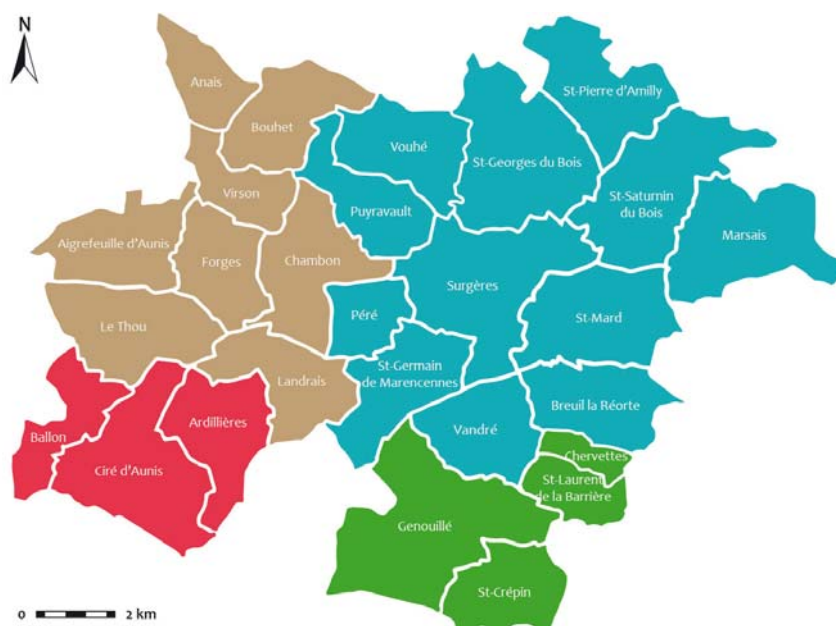 N
Anais
Bouhet
St-Pierre d'Amilly
Vouhé
St-Georges du Bois
Virson
St-Saturnin
du Bois
Puyravault
Marsais
Aigrefeuille d'Aunis
Forges
Chambon
Surgères
Péré
St-Mard
Le Thou
St-Germain
de Marencennes
Landrais
Breuil la Réorte
Ardillières
Vandré
Ballon
Chervettes
Ciré d'Aunis
St-Laurent
de la Barrière
Genouillé
St-Crépin
0 2 km